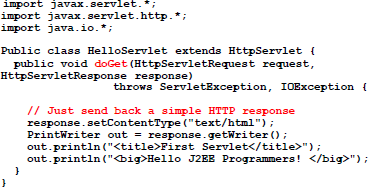 import javax.servlet.*;
import javax.servlet.http.*;
import java.io.*;
Public class HelloServlet extends HttpServlet {
public void doGet(HttpServletRequest request,
HttpServletResponse response)
throws ServletException, IOException {
// Just send back a simple HTTP response
response.setContentType("text/html");
PrintWriter out = response.getWriter();
out.println("<title>First Servlet</title>");
out.println("<big>Hello J2EE Programmers! </big>");
}
}